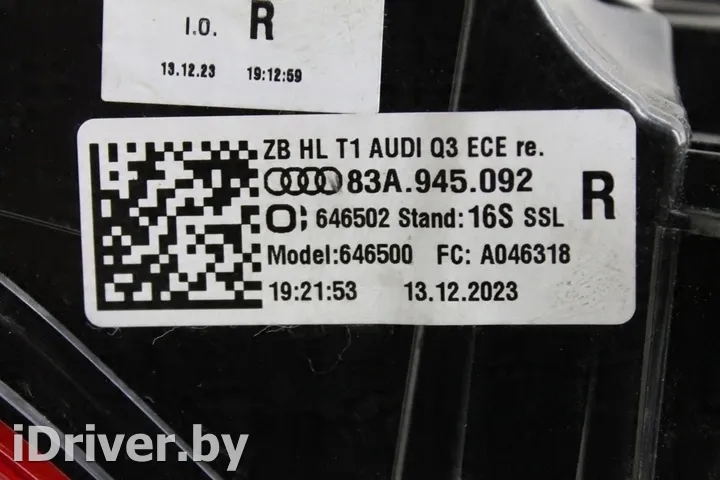 I.O. R
13.12.23 19:12:59
ZB HL T1 AUDI Q3 ECE re.
83A.945.092
R
646502 Stand:16S SSL
Model:646500 FC: A046318
19:21:53 13.12.2023
iDriver.by